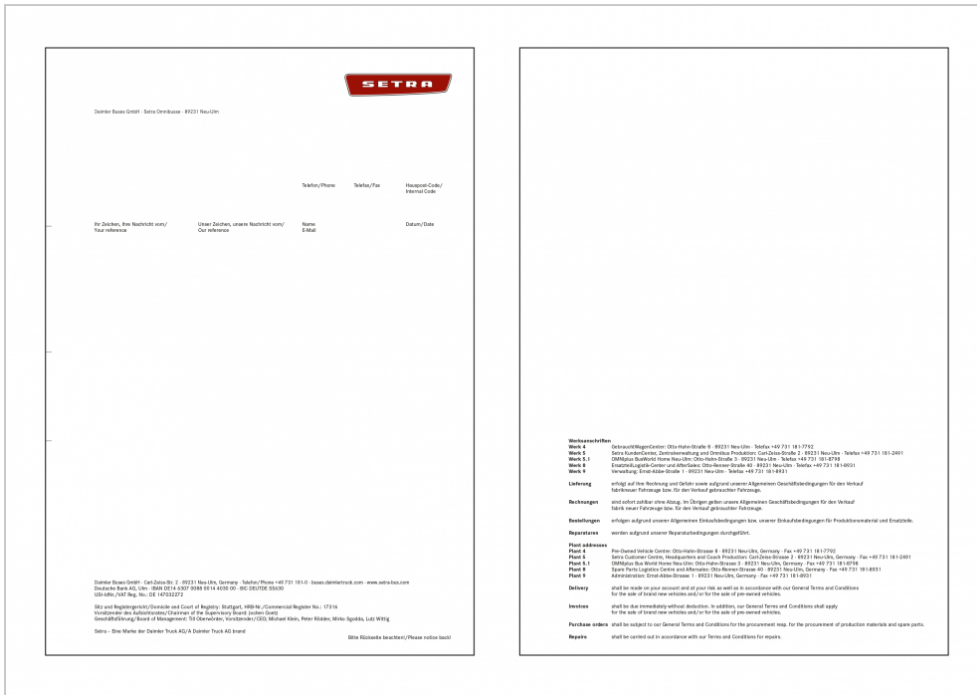 SETRA
Daimler Buses GmbH · Setra Omnibusse · 89231 Neu-Ulm
Telefon/Phone Telefax/Fax Hauspost-Code/
Internal Code
Ihr Zeichen, Ihre Nachricht vom/ Unser Zeichen, unsere Nachricht vom/ Name Datum/Date
Your reference Our reference E-Mail
Daimler Buses GmbH · Carl-Zeiss-Str. 2 · 89231 Neu-Ulm, Germany · Telefon/Phone +49 731 181-0 · buses.daimlertruck.com · www.setra-bus.com
Deutsche Bank AG, Ulm · IBAN DE14 6307 0088 0014 4030 00 · BIC DEUTDE SS630
USt-IdNr./VAT Reg. No.: DE 147032272
Sitz und Registergericht/Domicile and Court of Registry: Stuttgart, HRB-Nr./Commercial Register No.: 17316
Vorsitzender des Aufsichtsrates/Chairman of the Supervisory Board: Jochen Goetz
Geschäftsführung/Board of Management: Till Oberwörder, Vorsitzender/CEO; Michael Klein, Peter Rädder, Mirko Sgodda, Lutz Wittig
Setra – Eine Marke der Daimler Truck AG/A Daimler Truck AG brand
Bitte Rückseite beachten!/Please notice back!
Werksanschriften
Werk 4 GebrauchtWagenCenter: Otto-Hahn-Straße 8 · 89231 Neu-Ulm · Telefax +49 731 181-7792
Werk 5 Setra KundenCenter, Zentralverwaltung und Omnibus Produktion: Carl-Zeiss-Straße 2 · 89231 Neu-Ulm · Telefax +49 731 181-2491
Werk 5.1 OMNIplus BusWorld Home Neu-Ulm: Otto-Hahn-Straße 3 · 89231 Neu-Ulm · Telefax +49 731 181-8798
Werk 8 ErsatzteilLogistik-Center und AfterSales: Otto-Renner-Straße 40 · 89231 Neu-Ulm · Telefax +49 731 181-8931
Werk 9 Verwaltung: Ernst-Abbe-Straße 1 · 89231 Neu-Ulm · Telefax +49 731 181-8931
Lieferung erfolgt auf Ihre Rechnung und Gefahr sowie aufgrund unserer Allgemeinen Geschäftsbedingungen für den Verkauf
fabrikneuer Fahrzeuge bzw. für den Verkauf gebrauchter Fahrzeuge.
Rechnungen sind sofort zahlbar ohne Abzug. Im Übrigen gelten unsere Allgemeinen Geschäftsbedingungen für den Verkauf
fabrik neuer Fahrzeuge bzw. für den Verkauf gebrauchter Fahrzeuge.
Bestellungen erfolgen aufgrund unserer Allgemeinen Einkaufsbedingungen bzw. unserer Einkaufsbedingungen für Produktionsmaterial und Ersatzteile.
Reparaturen werden aufgrund unserer Reparaturbedingungen durchgeführt.
Plant addresses
Plant 4 Pre-Owned Vehicle Centre: Otto-Hahn-Strasse 8 · 89231 Neu-Ulm, Germany · Fax +49 731 181-7792
Plant 5 Setra Customer Centre, Headquarters and Coach Production: Carl-Zeiss-Strasse 2 · 89231 Neu-Ulm, Germany · Fax +49 731 181-2491
Plant 5.1 OMNIplus Bus World Home Neu-Ulm: Otto-Hahn-Strasse 3 · 89231 Neu-Ulm, Germany · Fax +49 731 181-8798
Plant 8 Spare Parts Logistics Centre and Aftersales: Otto-Renner-Strasse 40 · 89231 Neu-Ulm, Germany · Fax +49 731 181-8931
Plant 9 Administration: Ernst-Abbe-Strasse 1 · 89231 Neu-Ulm, Germany · Fax +49 731 181-8931
Delivery shall be made on your account and at your risk as well as in accordance with our General Terms and Conditions
for the sale of brand new vehicles and/or for the sale of pre-owned vehicles.
Invoices shall be due immediately without deduction. In addition, our General Terms and Conditions shall apply
for the sale of brand new vehicles and/or for the sale of pre-owned vehicles.
Purchase orders shall be subject to our General Terms and Conditions for the procurement resp. for the procurement of production materials and spare parts.
Repairs shall be carried out in accordance with our Terms and Conditions for repairs.